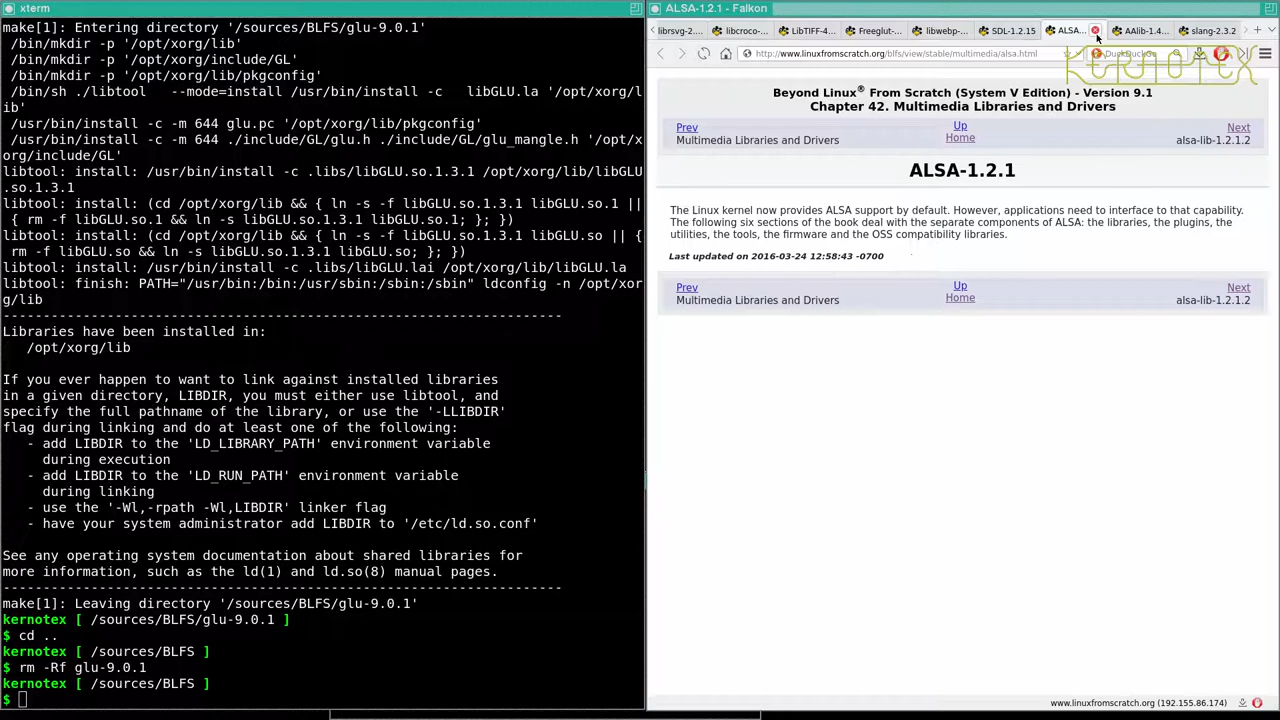 xterm
make[1]: Entering directory '/sources/BLFS/glu-9.0.1'
/bin/mkdir -p '/opt/xorg/lib'
/bin/mkdir -p '/opt/xorg/include/GL'
/bin/mkdir -p '/opt/xorg/lib/pkgconfig'
/bin/sh ./libtool   --mode=install /usr/bin/install -c   libGLU.la '/opt/xorg/l
ib'
/usr/bin/install -c -m 644 glu.pc '/opt/xorg/lib/pkgconfig'
/usr/bin/install -c -m 644 ./include/GL/glu.h ./include/GL/glu_mangle.h '/opt/x
org/include/GL'
libtool: install: /usr/bin/install -c .libs/libGLU.so.1.3.1 /opt/xorg/lib/libGLU
.so.1.3.1
libtool: install: (cd /opt/xorg/lib && { ln -s -f libGLU.so.1.3.1 libGLU.so.1 ||
{ rm -f libGLU.so.1 && ln -s libGLU.so.1.3.1 libGLU.so.1; }; })
libtool: install: (cd /opt/xorg/lib && { ln -s -f libGLU.so.1.3.1 libGLU.so || {
rm -f libGLU.so && ln -s libGLU.so.1.3.1 libGLU.so; }; })
libtool: install: /usr/bin/install -c .libs/libGLU.lai /opt/xorg/lib/libGLU.la
libtool: finish: PATH="/usr/bin:/bin:/usr/sbin:/sbin:/sbin" ldconfig -n /opt/xor
g/lib
----------------------------------------------------------------------
Libraries have been installed in:
/opt/xorg/lib
If you ever happen to want to link against installed libraries
in a given directory, LIBDIR, you must either use libtool, and
specify the full pathname of the library, or use the '-LLIBDIR'
flag during linking and do at least one of the following:
- add LIBDIR to the 'LD_LIBRARY_PATH' environment variable
during execution
- add LIBDIR to the 'LD_RUN_PATH' environment variable
during linking
- use the '-Wl,-rpath -Wl,LIBDIR' linker flag
- have your system administrator add LIBDIR to '/etc/ld.so.conf'
See any operating system documentation about shared libraries for
more information, such as the ld(1) and ld.so(8) manual pages.
----------------------------------------------------------------------
make[1]: Leaving directory '/sources/BLFS/glu-9.0.1'
kernotex [ /sources/BLFS/glu-9.0.1 ]
$ cd ..
kernotex [ /sources/BLFS ]
$ rm -Rf glu-9.0.1
kernotex [ /sources/BLFS ]
$
ALSA-1.2.1 - Falkon
librsvg-2.... libcroco-... LibTIFF-4... Freeglut-... libwebp-... SDL-1.2.15 ALSA... AAlib-1.4... slang-2.3.2
http://www.linuxfromscratch.org/blfs/view/stable/multimedia/alsa.html DuckDuckGo
KERNOTEX
Beyond Linux® From Scratch (System V Edition) - Version 9.1
Chapter 42. Multimedia Libraries and Drivers
Prev Up Next
Multimedia Libraries and Drivers Home alsa-lib-1.2.1.2
ALSA-1.2.1
The Linux kernel now provides ALSA support by default. However, applications need to interface to that capability.
The following six sections of the book deal with the separate components of ALSA: the libraries, the plugins, the
utilities, the tools, the firmware and the OSS compatibility libraries.
Last updated on 2016-03-24 12:58:43 -0700
Prev Up Next
Multimedia Libraries and Drivers Home alsa-lib-1.2.1.2
www.linuxfromscratch.org (192.155.86.174)